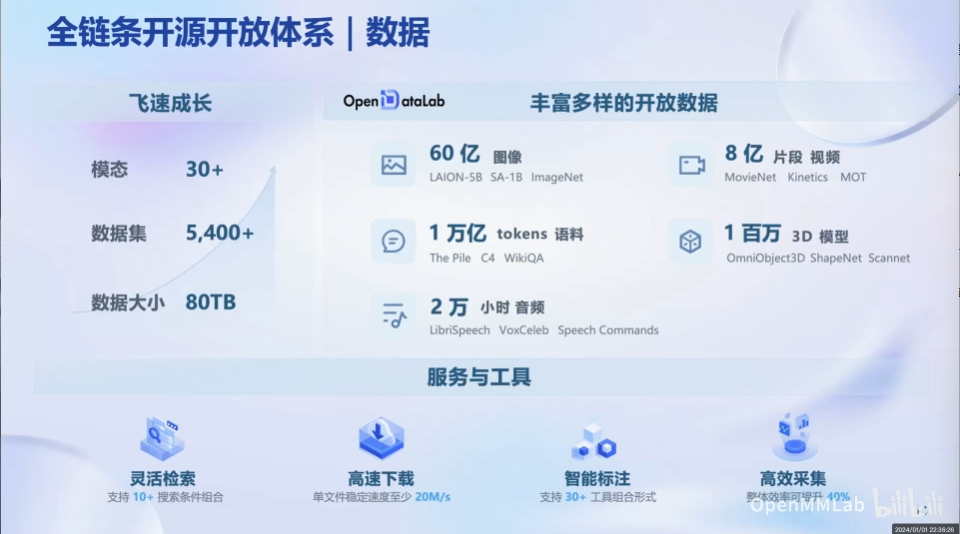 全链条开源开放体系 | 数据
飞速成长
模态 30+
数据集 5,400+
数据大小 80TB
OpenDataLab 丰富多样的开放数据
60 亿 图像
LAION-5B SA-1B ImageNet
8 亿 片段 视频
MovieNet Kinetics MOT
1 万亿 tokens 语料
The Pile C4 WikiQA
1 百万 3D 模型
OmniObject3D ShapeNet Scannet
2 万 小时 音频
LibriSpeech VoxCeleb Speech Commands
服务与工具
灵活检索
支持 10+ 搜索条件组合
高速下载
单文件稳定速度至少 20M/s
智能标注
支持 30+ 工具组合形式
高效采集
整体效率可提升 40%
OpenMMLab bilibili
2024/01/01 22:36:26